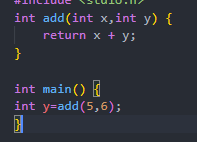 #include <stdio.h>
int add(int x,int y) {
return x + y;
}
int main() {
int y=add(5,6);
}